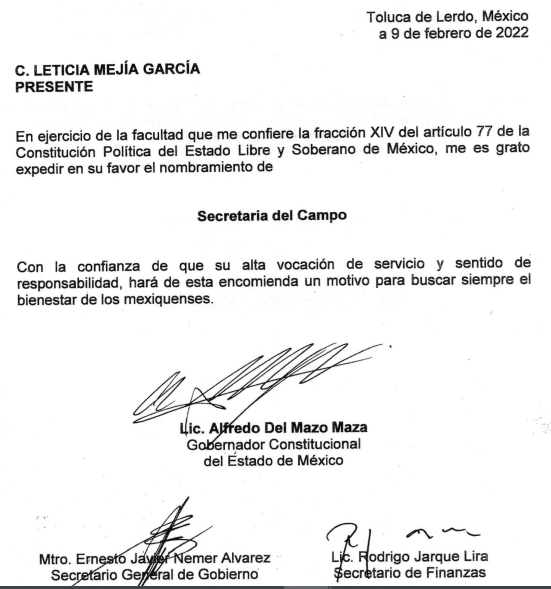 Toluca de Lerdo, México
a 9 de febrero de 2022
C. LETICIA MEJÍA GARCÍA
PRESENTE
En ejercicio de la facultad que me confiere la fracción XIV del artículo 77 de la
Constitución Política del Estado Libre y Soberano de México, me es grato
expedir en su favor el nombramiento de
Secretaria del Campo
Con la confianza de que su alta vocación de servicio y sentido de
responsabilidad, hará de esta encomienda un motivo para buscar siempre el
bienestar de los mexiquenses.
Lic. Alfredo Del Mazo Maza
Gobernador Constitucional
del Estado de México
Mtro. Ernesto Javier Nemer Alvarez
Secretario General de Gobierno
Lic. Rodrigo Jarque Lira
Secretario de Finanzas